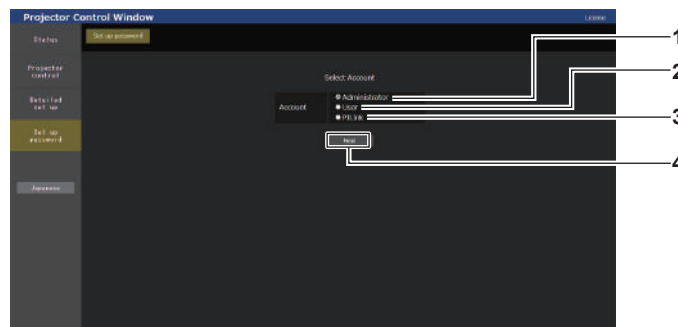 Projector Control Window
License
Status
Set up password
Projector
control
Detailed
set up
Set up
password
Japanese
Select Account
Account
Administrator
User
PJLink
Next
1
2
3
4